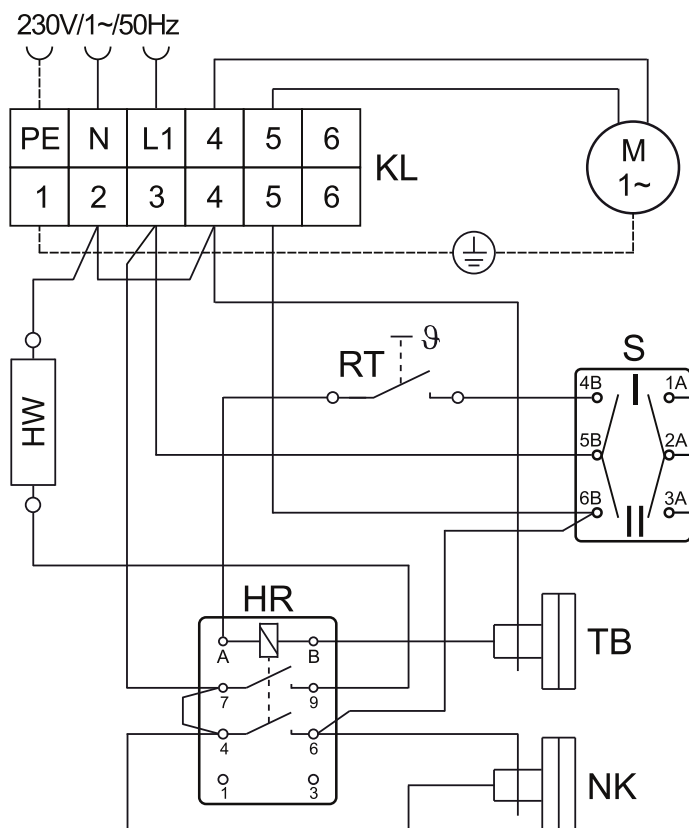 230V/1~/50Hz
PE N L1 4 5 6
1 2 3 4 5 6
KL
M
1~
RT
ϑ
S
4B 1A
5B 2A
6B 3A
I
II
HW
HR
A B
7 9
4 6
1 3
TB
NK